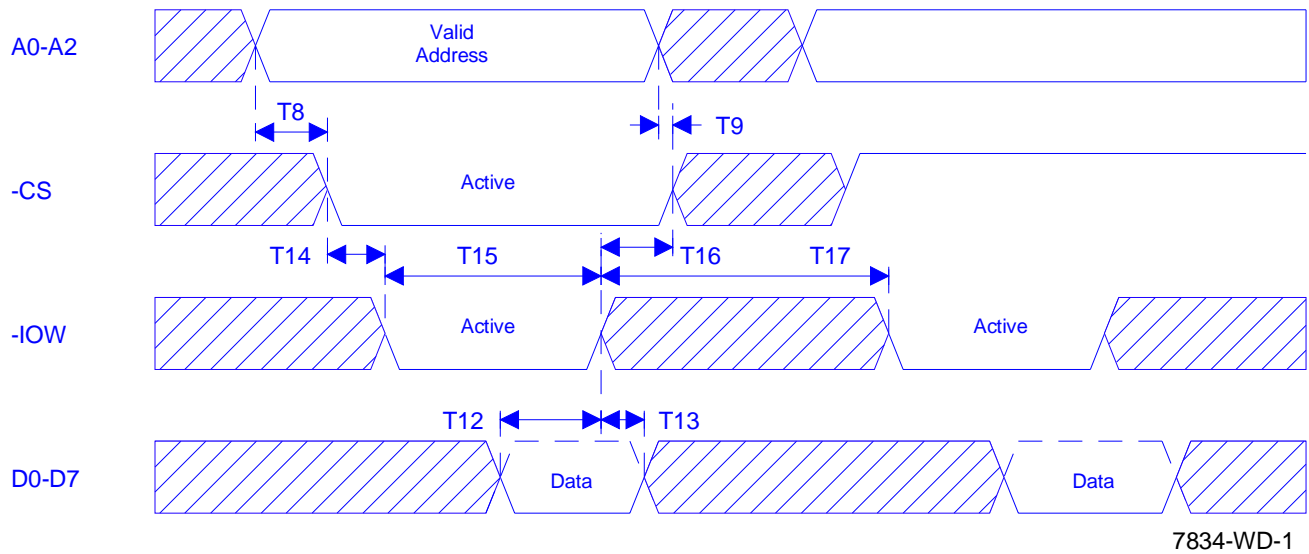 A0-A2
Valid
Address
T8
T9
-CS
Active
T14
T15
T16
T17
-IOW
Active
Active
T12
T13
D0-D7
Data
Data
7834-WD-1